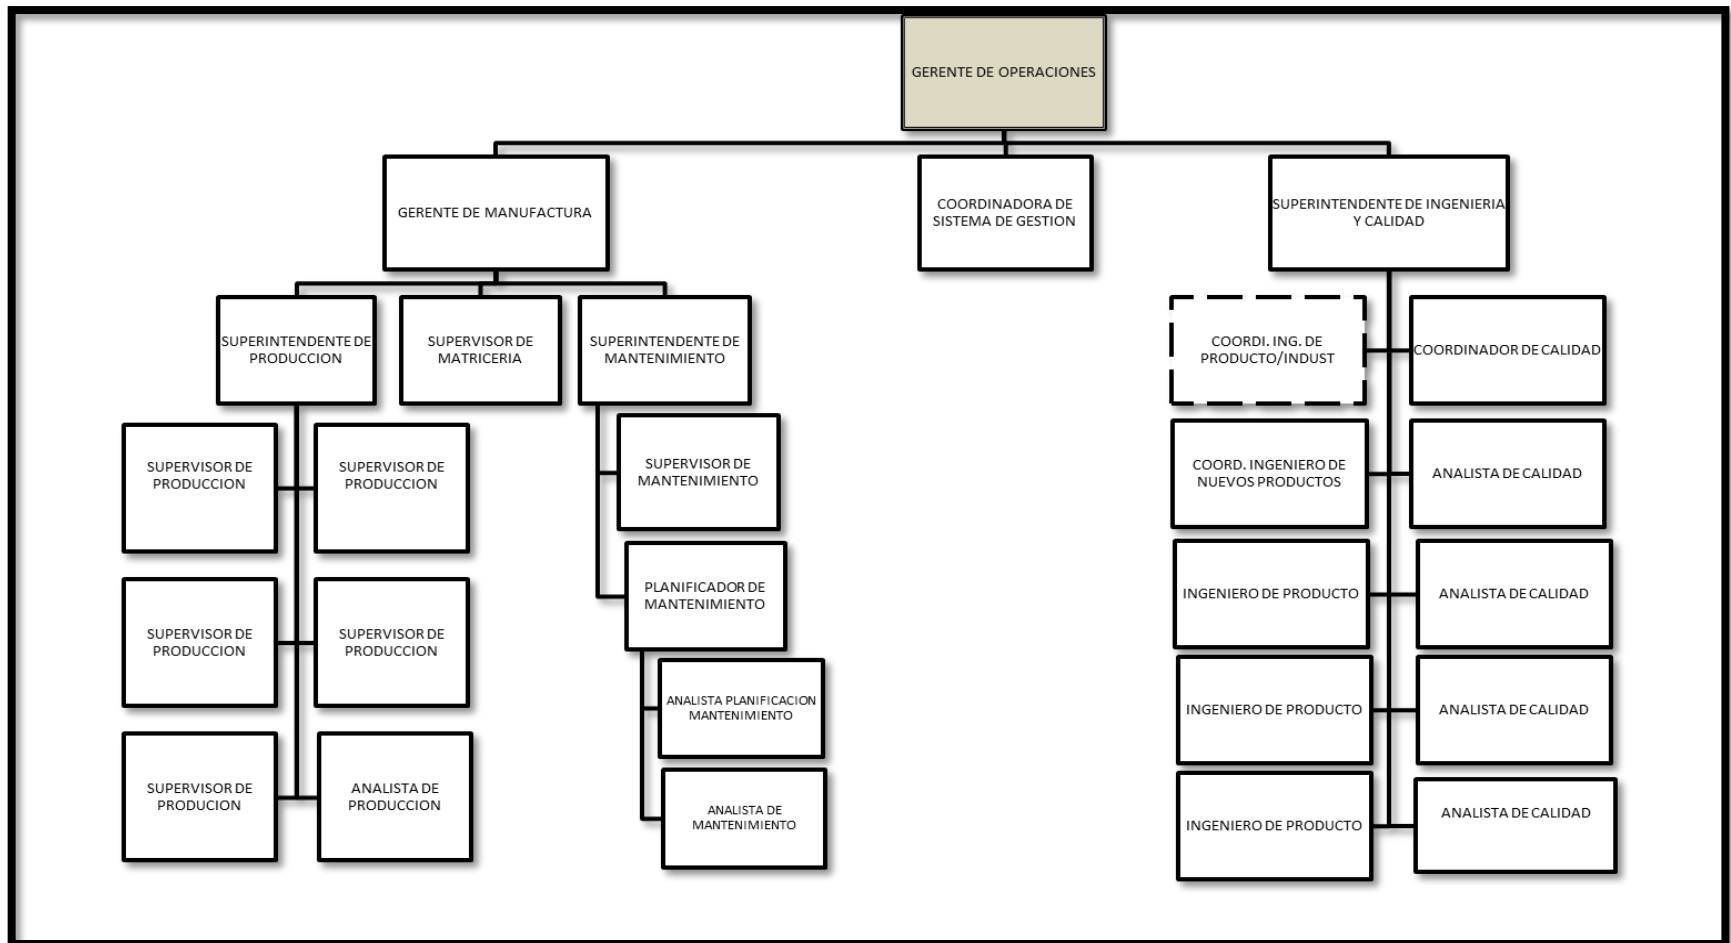 GERENTE DE OPERACIONES
GERENTE DE MANUFACTURA
COORDINADORA DE
SISTEMA DE GESTION
SUPERINTENDENTE DE INGENIERIA
Y CALIDAD
SUPERINTENDENTE DE
PRODUCCION
SUPERVISOR DE
MATRICERIA
SUPERINTENDENTE DE
MANTENIMIENTO
COORDI. ING. DE
PRODUCTO/INDUST
COORDINADOR DE CALIDAD
SUPERVISOR DE
PRODUCCION
SUPERVISOR DE
PRODUCCION
SUPERVISOR DE
MANTENIMIENTO
COORD. INGENIERO DE
NUEVOS PRODUCTOS
ANALISTA DE CALIDAD
PLANIFICADOR DE
MANTENIMIENTO
INGENIERO DE PRODUCTO
ANALISTA DE CALIDAD
SUPERVISOR DE
PRODUCCION
SUPERVISOR DE
PRODUCCION
ANALISTA PLANIFICACION
MANTENIMIENTO
INGENIERO DE PRODUCTO
ANALISTA DE CALIDAD
SUPERVISOR DE
PRODUCION
ANALISTA DE
PRODUCCION
ANALISTA DE
MANTENIMIENTO
INGENIERO DE PRODUCTO
ANALISTA DE CALIDAD